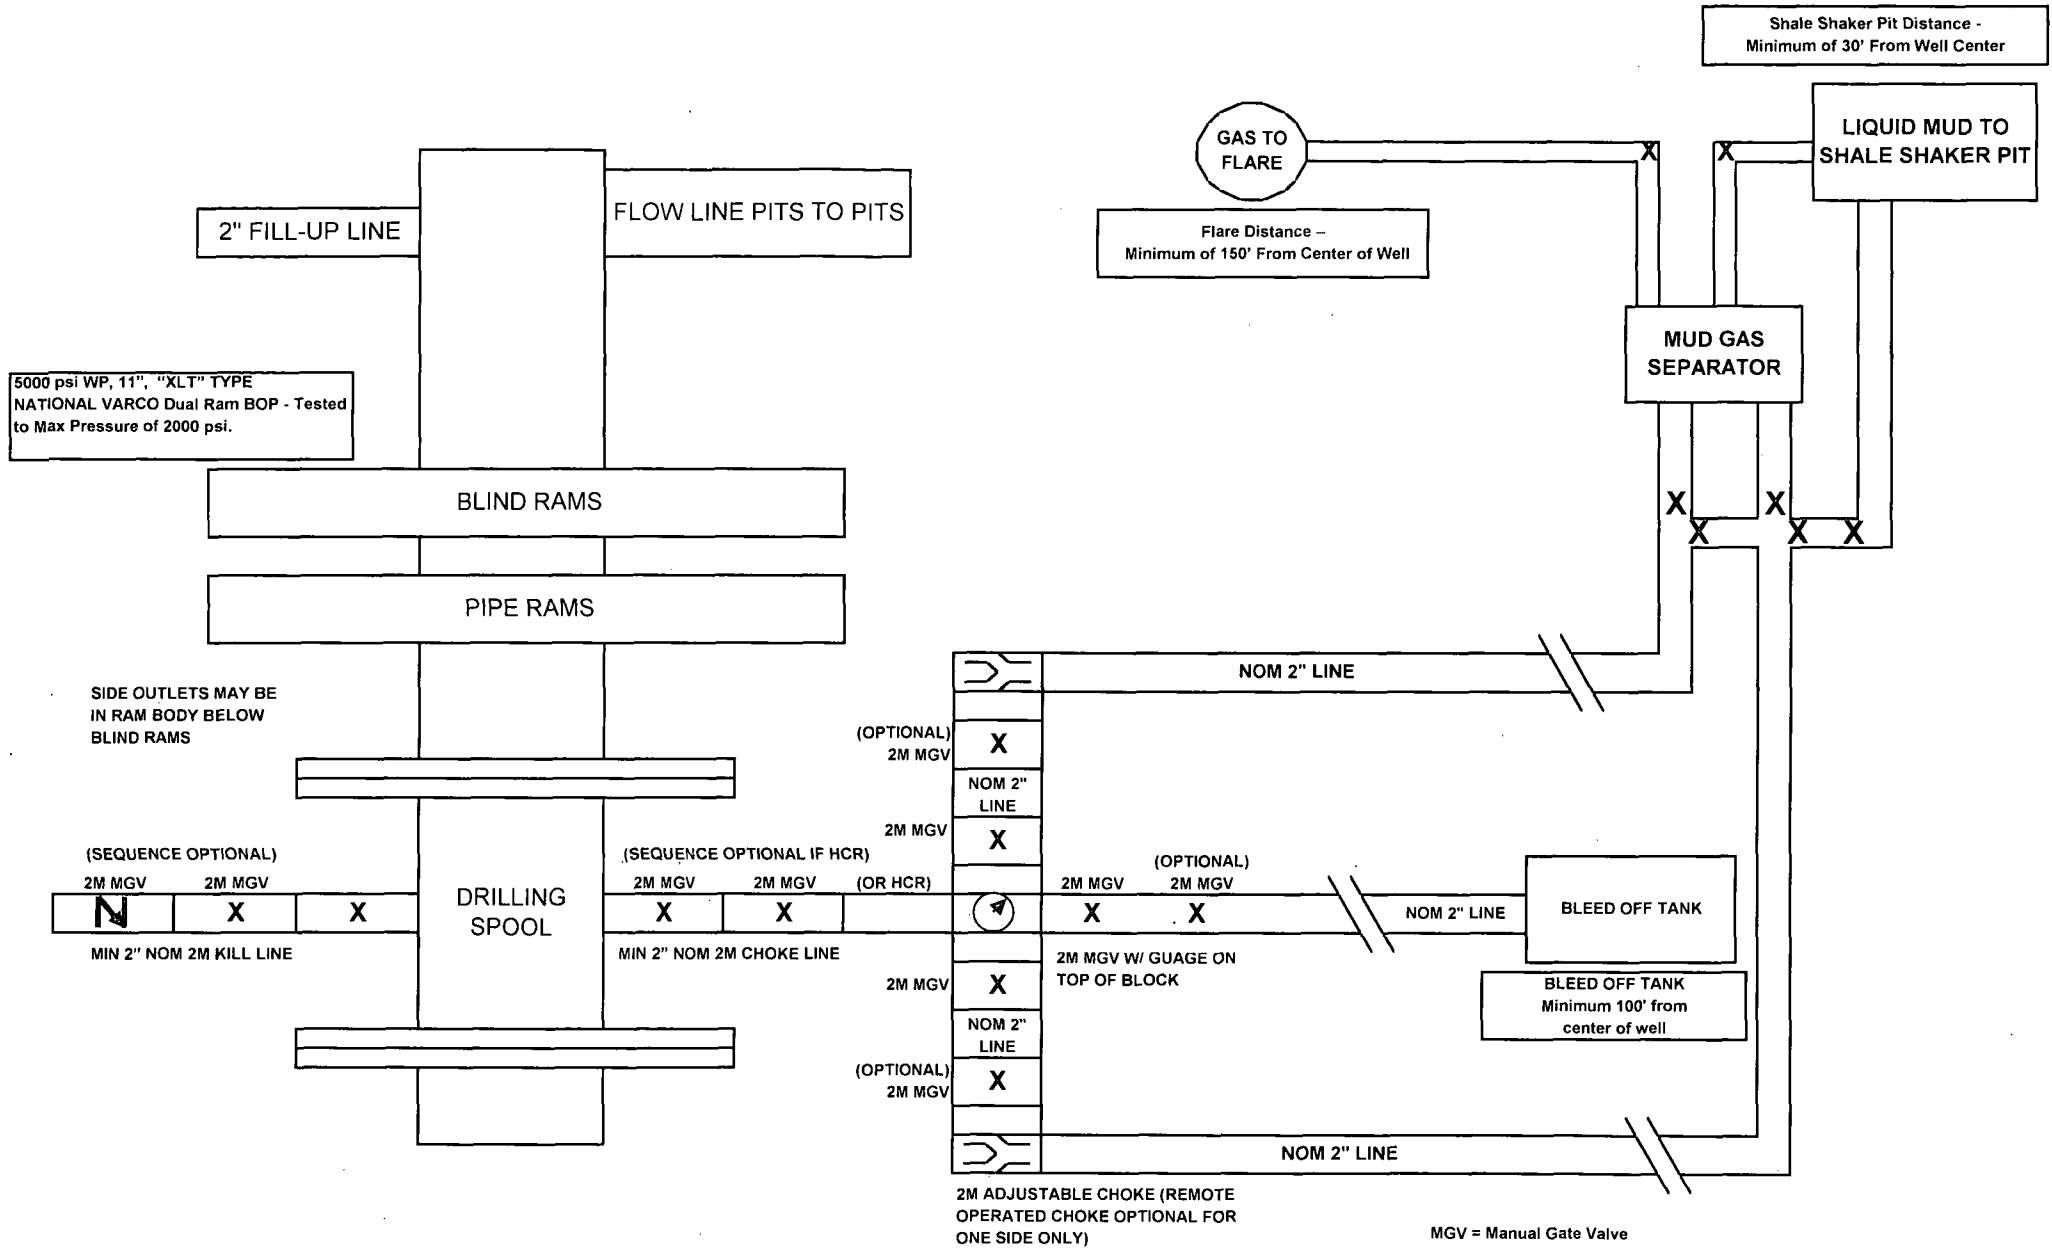 Shale Shaker Pit Distance -
Minimum of 30' From Well Center
LIQUID MUD TO
SHALE SHAKER PIT
GAS TO
FLARE
Flare Distance –
Minimum of 150' From Center of Well
FLOW LINE PITS TO PITS
2" FILL-UP LINE
MUD GAS
SEPARATOR
5000 psi WP, 11", "XLT" TYPE
NATIONAL VARCO Dual Ram BOP - Tested
to Max Pressure of 2000 psi.
BLIND RAMS
PIPE RAMS
SIDE OUTLETS MAY BE
IN RAM BODY BELOW
BLIND RAMS
NOM 2" LINE
(OPTIONAL)
2M MGV
X
NOM 2"
LINE
2M MGV
X
(SEQUENCE OPTIONAL)
2M MGV
2M MGV
X
X
MIN 2" NOM 2M KILL LINE
DRILLING
SPOOL
(SEQUENCE OPTIONAL IF HCR)
2M MGV
2M MGV
(OR HCR)
X
X
MIN 2" NOM 2M CHOKE LINE
2M MGV
(OPTIONAL)
2M MGV
X
X
NOM 2" LINE
BLEED OFF TANK
2M MGV W/ GUAGE ON
TOP OF BLOCK
BLEED OFF TANK
Minimum 100' from
center of well
2M MGV
X
NOM 2"
LINE
(OPTIONAL)
2M MGV
X
NOM 2" LINE
2M ADJUSTABLE CHOKE (REMOTE
OPERATED CHOKE OPTIONAL FOR
ONE SIDE ONLY)
MGV = Manual Gate Valve
X
X
X
X
X
X
X